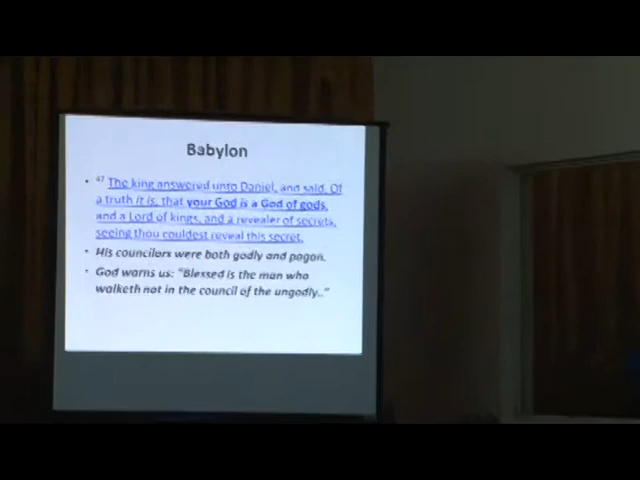 Babylon
• 47 The king answered unto Daniel, and said, Of
a truth it is, that your God is a God of gods,
and a Lord of kings, and a revealer of secrets,
seeing thou couldest reveal this secret.
• His councilors were both godly and pagan.
• God warns us: "Blessed is the man who
walketh not in the council of the ungodly.."